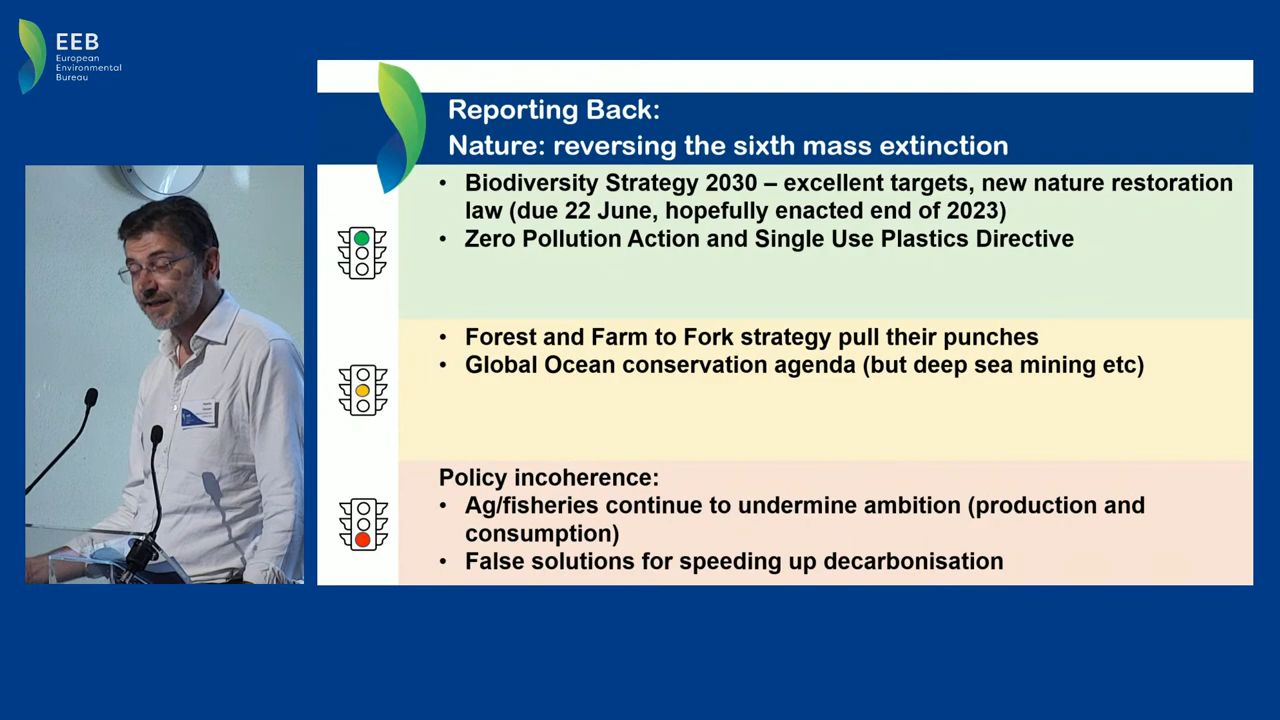 EEB
European
Environmental
Bureau
Reporting Back:
Nature: reversing the sixth mass extinction
• Biodiversity Strategy 2030 – excellent targets, new nature restoration
law (due 22 June, hopefully enacted end of 2023)
• Zero Pollution Action and Single Use Plastics Directive
• Forest and Farm to Fork strategy pull their punches
• Global Ocean conservation agenda (but deep sea mining etc)
Policy incoherence:
• Ag/fisheries continue to undermine ambition (production and
consumption)
• False solutions for speeding up decarbonisation